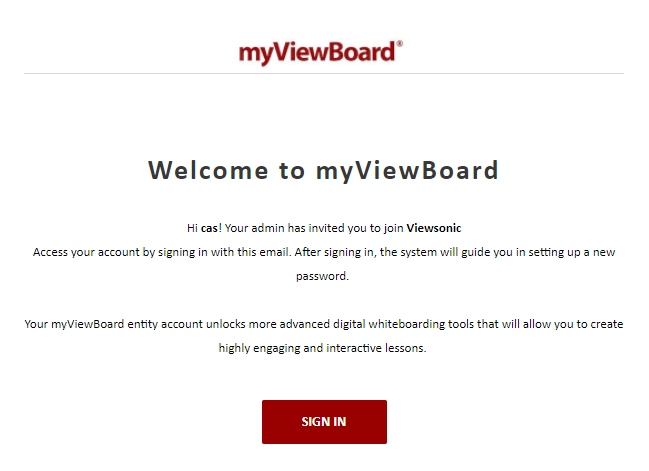 myViewBoard®
Welcome to myViewBoard
Hi cas! Your admin has invited you to join Viewsonic
Access your account by signing in with this email. After signing in, the system will guide you in setting up a new
password.
Your myViewBoard entity account unlocks more advanced digital whiteboarding tools that will allow you to create
highly engaging and interactive lessons.
SIGN IN